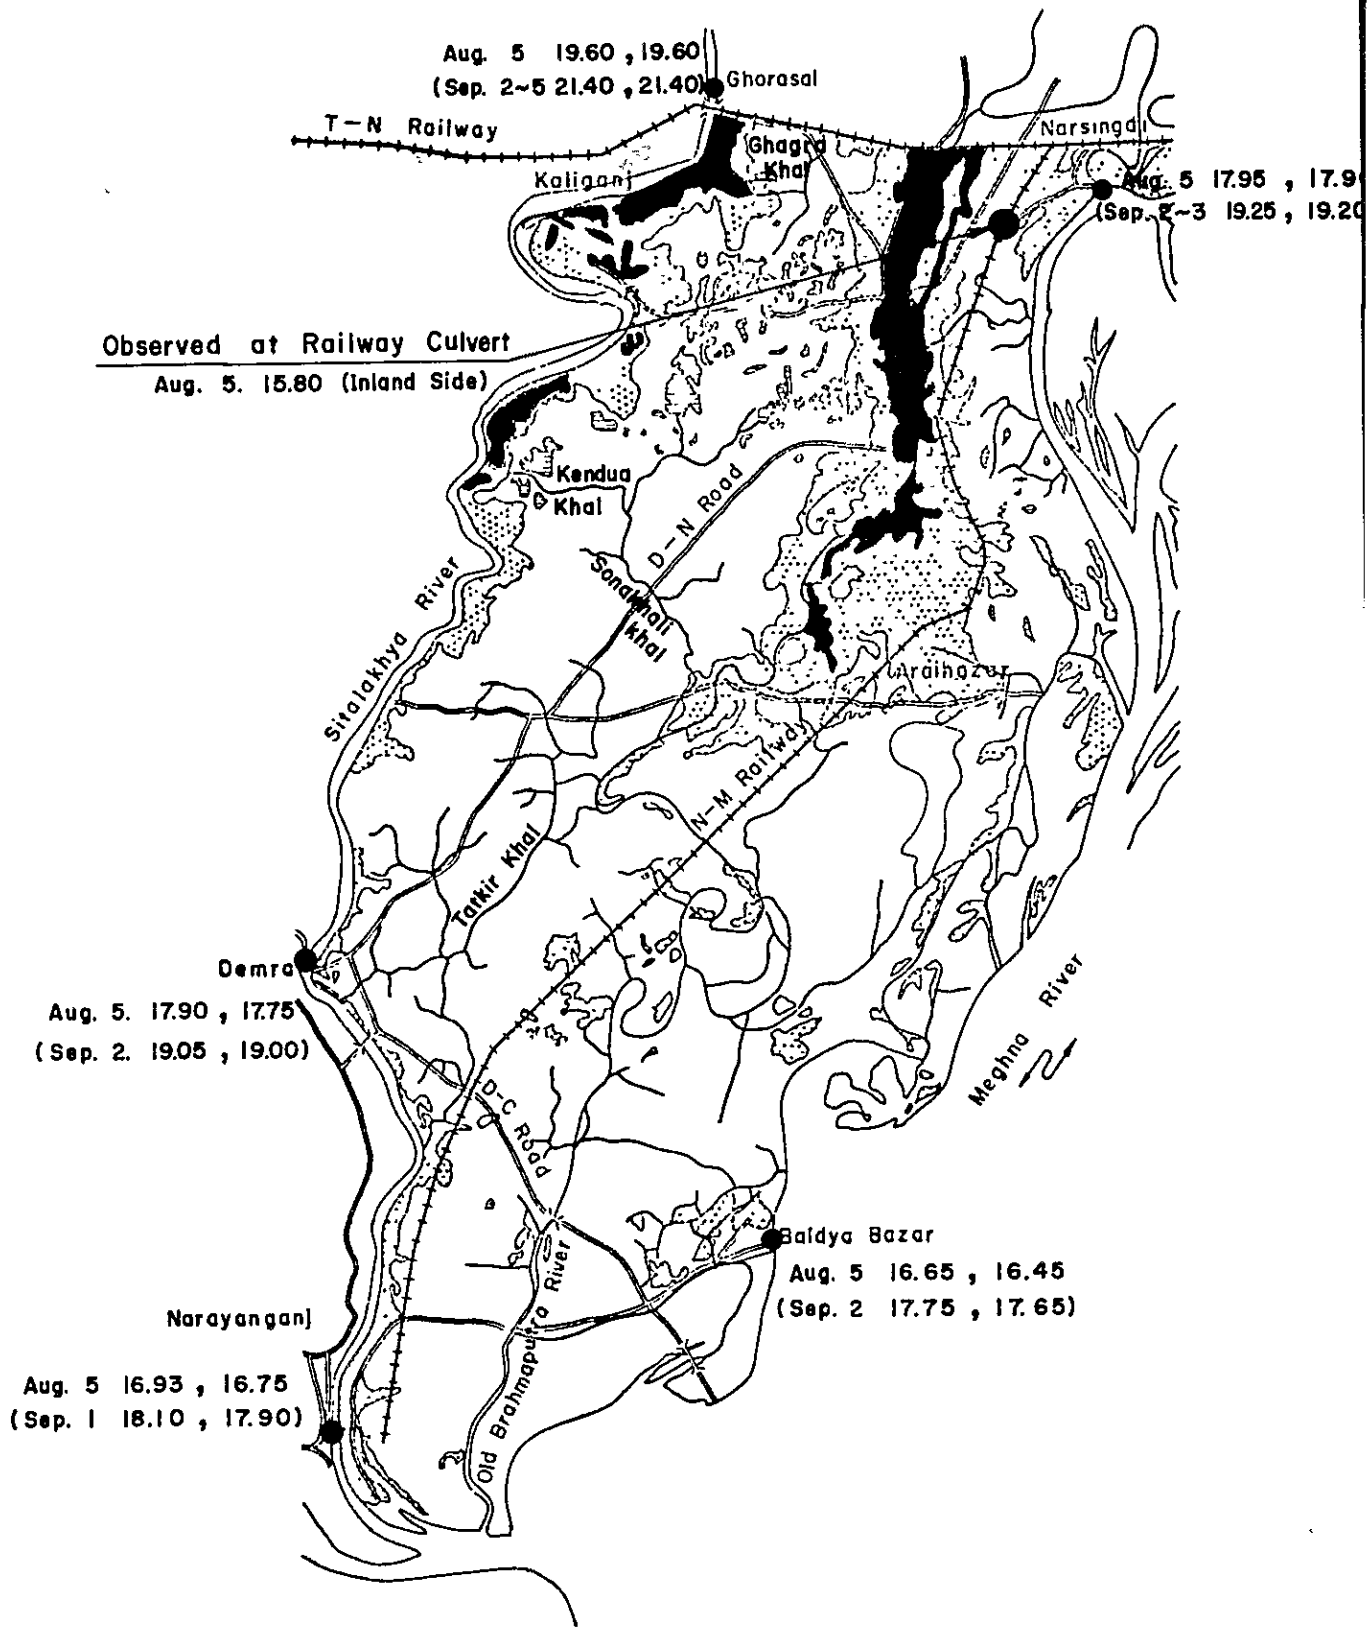 Aug. 5 19.60 , 19.60
(Sep. 2~5 21.40 , 21.40)
Ghorasal
T-N Railway
Narsingdi
Ghagra
Khal
Kaliganj
Aug. 5 17.95 , 17.9
(Sep. 2~3 19.25 , 19.20
Observed at Railway Culvert
Aug. 5. 15.80 (Inland Side)
Kendua
Khal
D-N Road
Sonakhali
khal
Sitalakhya River
Araihazar
N-M Railway
Tatkir Khal
Demra
Aug. 5. 17.90 , 17.75
(Sep. 2. 19.05 , 19.00)
Meghna River
D-C Road
Baidya Bazar
Aug. 5 16.65 , 16.45
(Sep. 2 17.75 , 17.65)
Old Brahmaputra River
Narayanganj
Aug. 5 16.93 , 16.75
(Sep. 1 18.10 , 17.90)